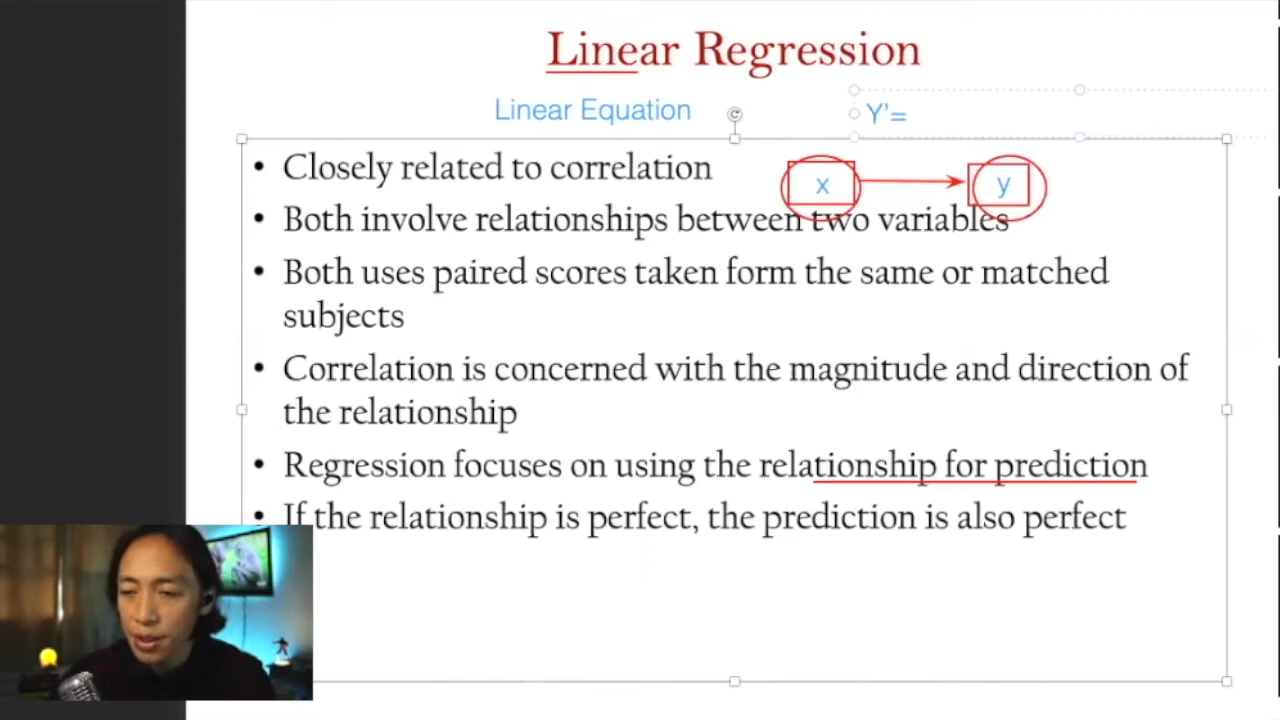 Linear Regression
Linear Equation
Y’=
• Closely related to correlation
x
y
• Both involve relationships between two variables
• Both uses paired scores taken form the same or matched
subjects
• Correlation is concerned with the magnitude and direction of
the relationship
• Regression focuses on using the relationship for prediction
• If the relationship is perfect, the prediction is also perfect